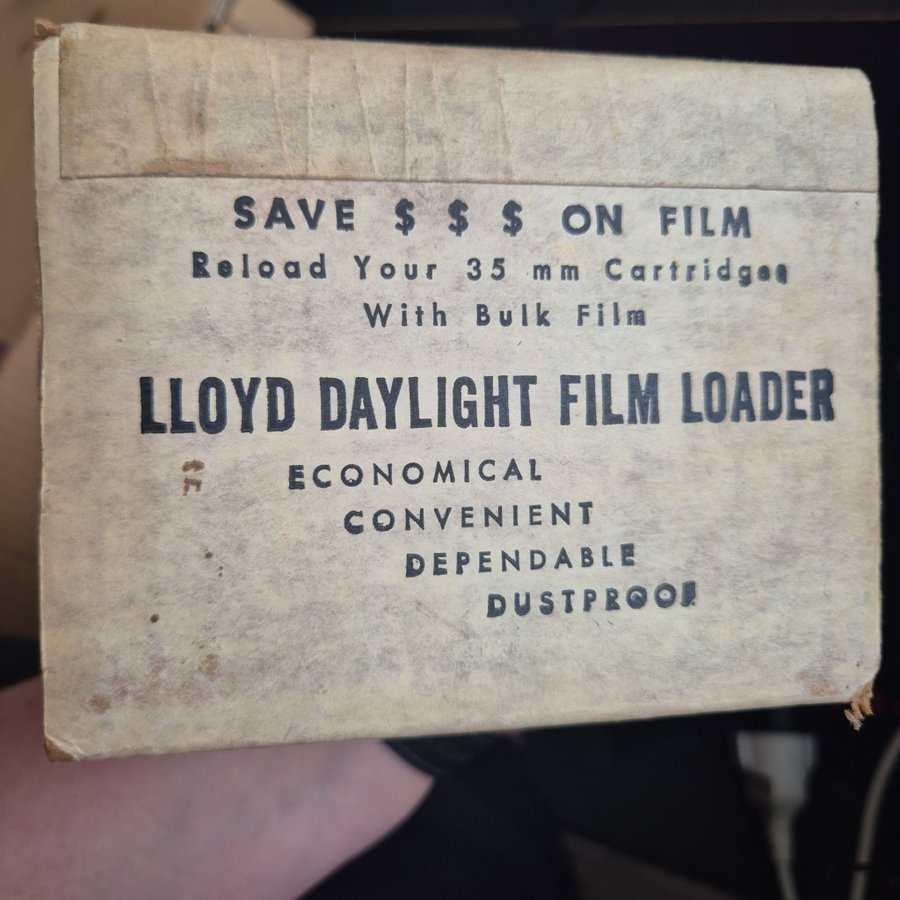 SAVE $ $ $ ON FILM
Reload Your 35 mm Cartridges
With Bulk Film
LLOYD DAYLIGHT FILM LOADER
ECONOMICAL
CONVENIENT
DEPENDABLE
DUSTPROOF